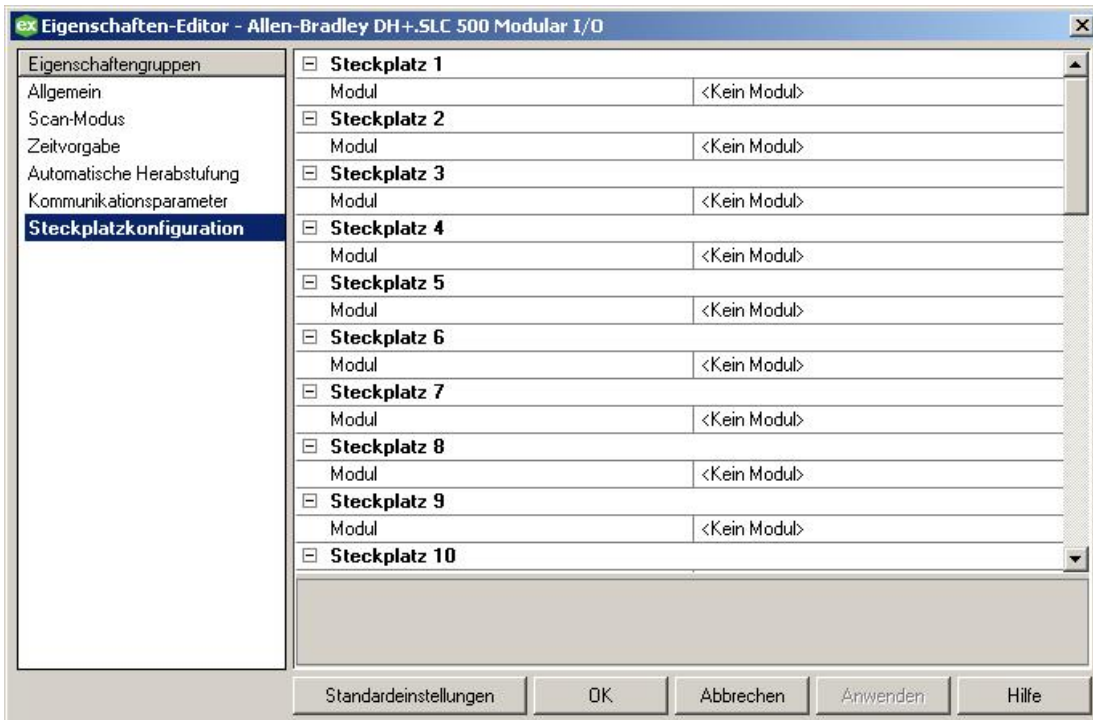 ex Eigenschaften-Editor - Allen-Bradley DH+.SLC 500 Modular I/O
Eigenschaftengruppen
Allgemein
Scan-Modus
Zeitvorgabe
Automatische Herabstufung
Kommunikationsparameter
Steckplatzkonfiguration
Steckplatz 1
Modul <Kein Modul>
Steckplatz 2
Modul <Kein Modul>
Steckplatz 3
Modul <Kein Modul>
Steckplatz 4
Modul <Kein Modul>
Steckplatz 5
Modul <Kein Modul>
Steckplatz 6
Modul <Kein Modul>
Steckplatz 7
Modul <Kein Modul>
Steckplatz 8
Modul <Kein Modul>
Steckplatz 9
Modul <Kein Modul>
Steckplatz 10
Standardeinstellungen OK Abbrechen Anwenden Hilfe